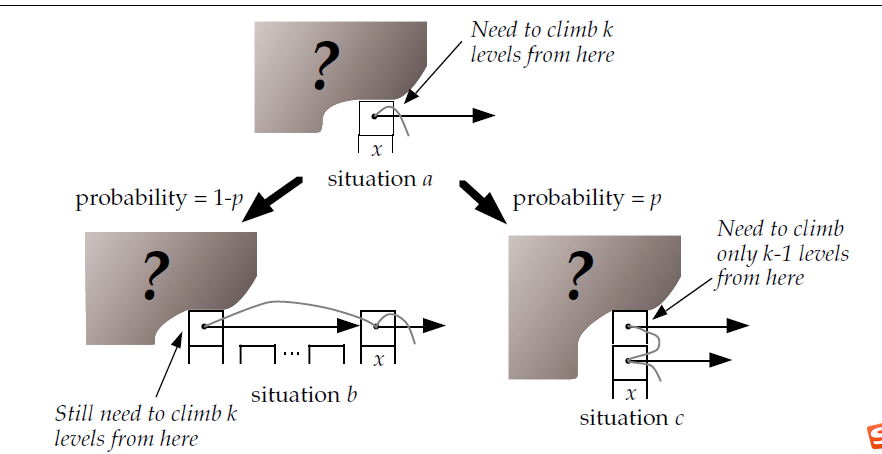 ?
Need to climb k
levels from here
x
situation a
probability = 1-p
probability = p
?
...
x
situation b
Still need to climb k
levels from here
?
Need to climb
only k-1 levels
from here
x
situation c
S